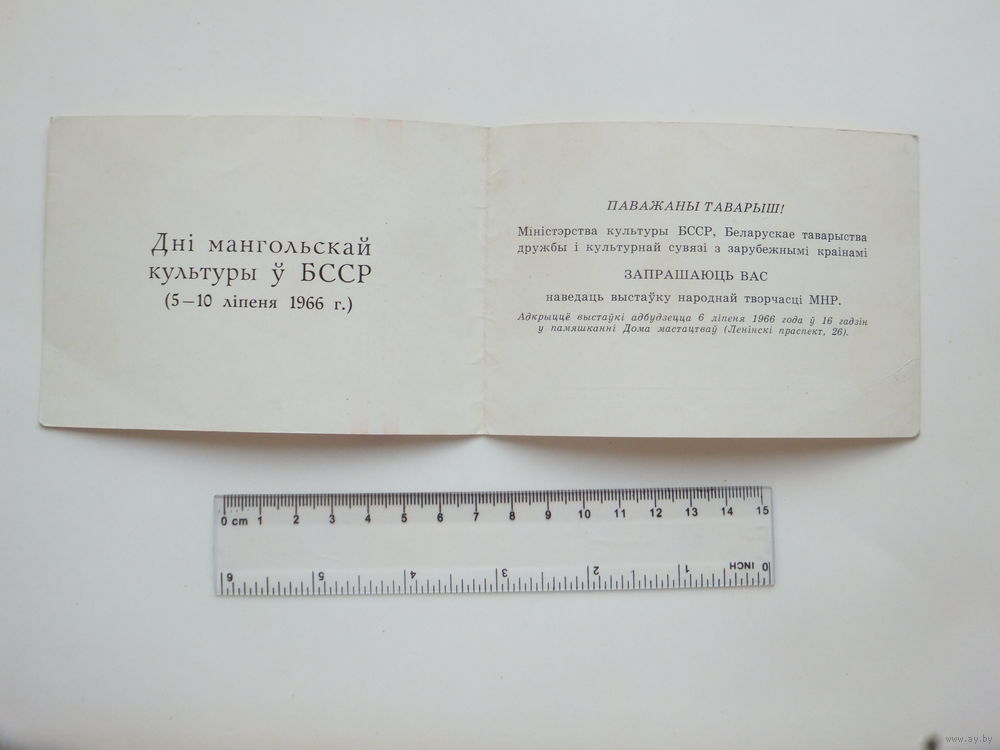 Дні мангольскай
культуры ў БССР
(5—10 ліпеня 1966 г.)
ПАВАЖАНЫ ТАВАРЫШ!
Міністэрства культуры БССР, Беларускае таварыства
дружбы і культурнай сувязі з зарубежнымі краінамі
ЗАПРАШАЮЦЬ ВАС
наведаць выстаўку народнай творчасці МНР.
Адкрыццё выстаўкі адбудзецца 6 ліпеня 1966 года ў 16 гадзін
у памяшканні Дома мастацтваў (Ленінскі праспект, 26).
0 cm 1 2 3 4 5 6 7 8 9 10 11 12 13 14 15
6 5 4 3 2 1 INCH 0
www.ay.by